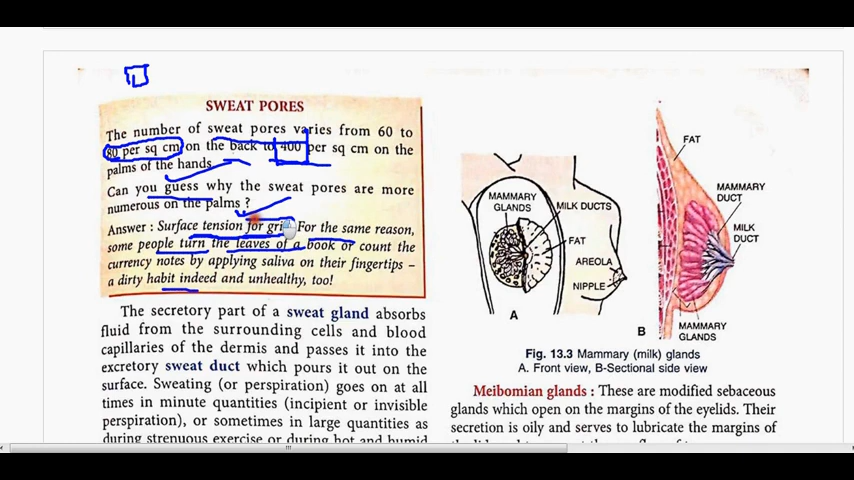 SWEAT PORES
The number of sweat pores varies from 60 to
80 per sq cm on the back to 400 per sq cm on the
palms of the hands.
Can you guess why the sweat pores are more
numerous on the palms ?
Answer : Surface tension for grip For the same reason,
some people turn the leaves of a book or count the
currency notes by applying saliva on their fingertips –
a dirty habit indeed and unhealthy, too!
The secretory part of a sweat gland absorbs
fluid from the surrounding cells and blood
capillaries of the dermis and passes it into the
excretory sweat duct which pours it out on the
surface. Sweating (or perspiration) goes on at all
times in minute quantities (incipient or invisible
perspiration), or sometimes in large quantities as
during strenuous exercise or during hot and humid
MAMMARY
GLANDS
MILK DUCTS
FAT
AREOLA
NIPPLE
A
FAT
MAMMARY
DUCT
MILK
DUCT
MAMMARY
GLANDS
B
Fig. 13.3 Mammary (milk) glands
A. Front view, B-Sectional side view
Meibomian glands : These are modified sebaceous
glands which open on the margins of the eyelids. Their
secretion is oily and serves to lubricate the margins of